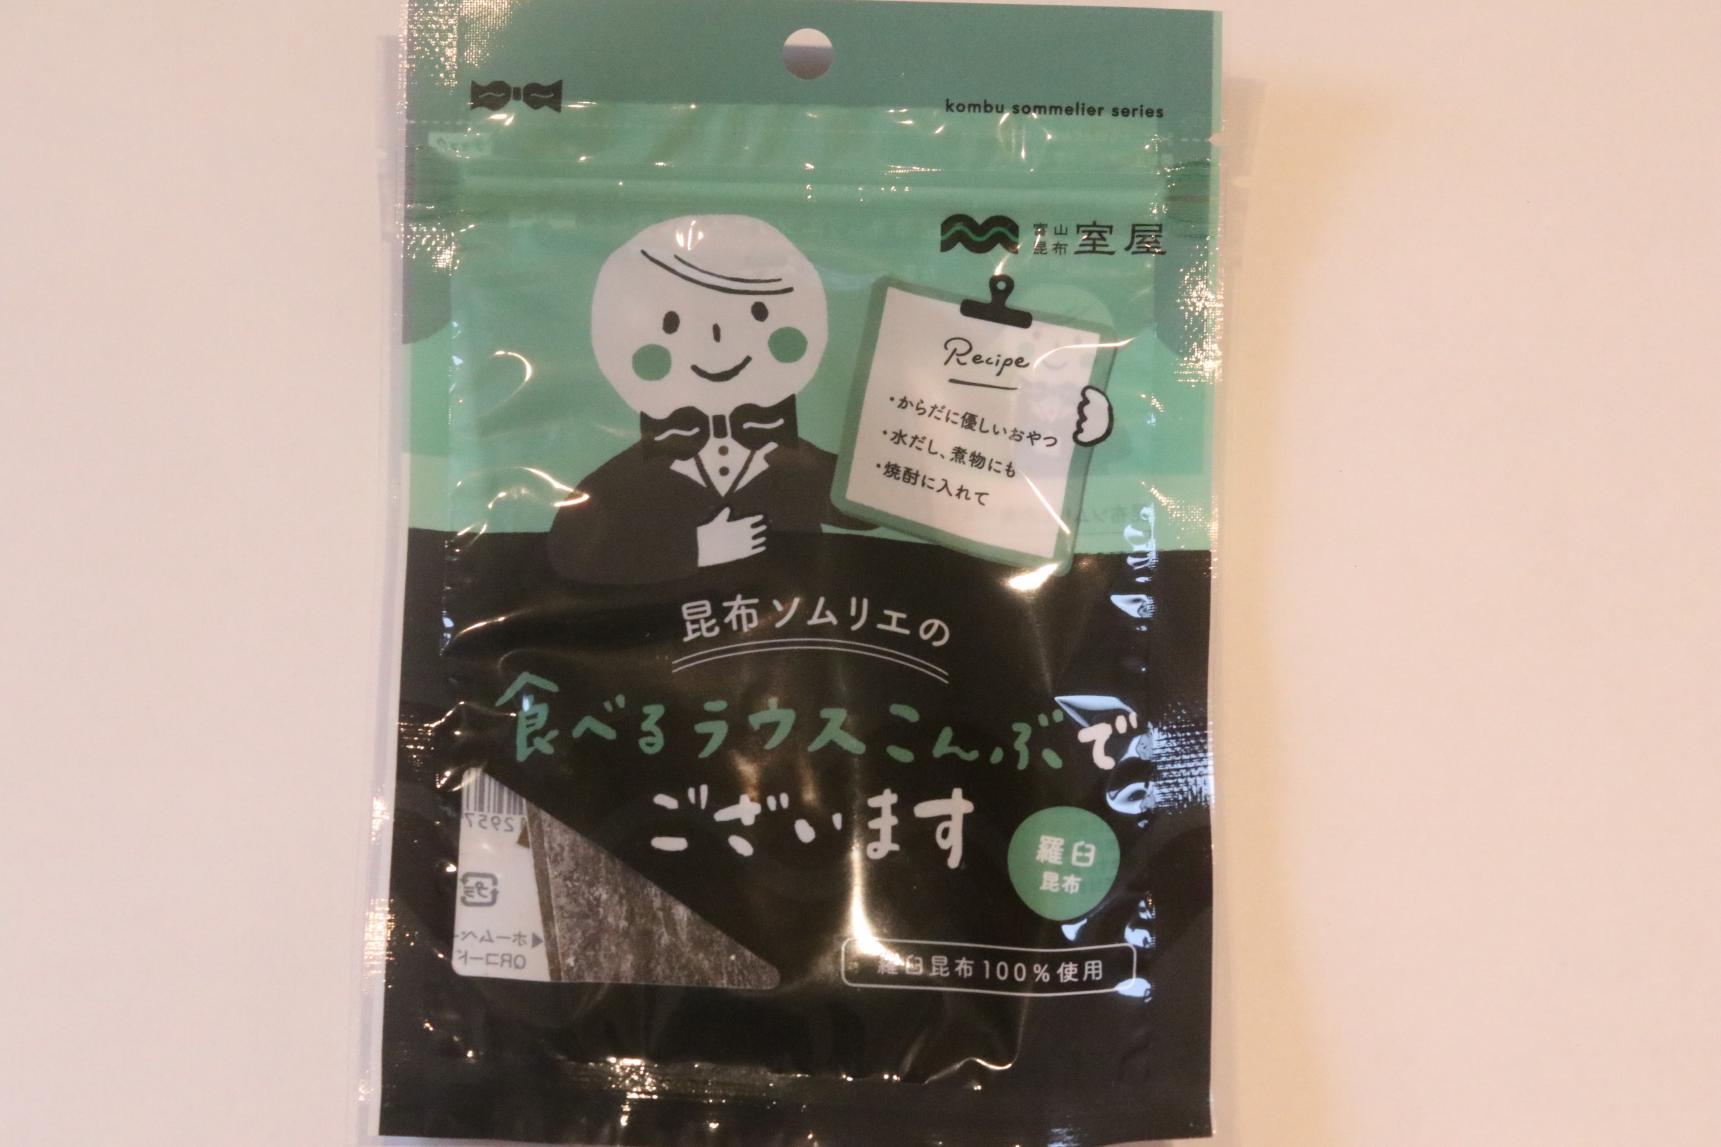 kombu sommelier series
富山
昆布
室屋
Recipe
・からだに優しいおやつ
・水だし、煮物にも
・焼酎に入れて
昆布ソムリエの
食べるラウスこんぶで
ございます
羅臼
昆布
羅臼昆布100%使用
2957
プラ
ホームペー
QRコード